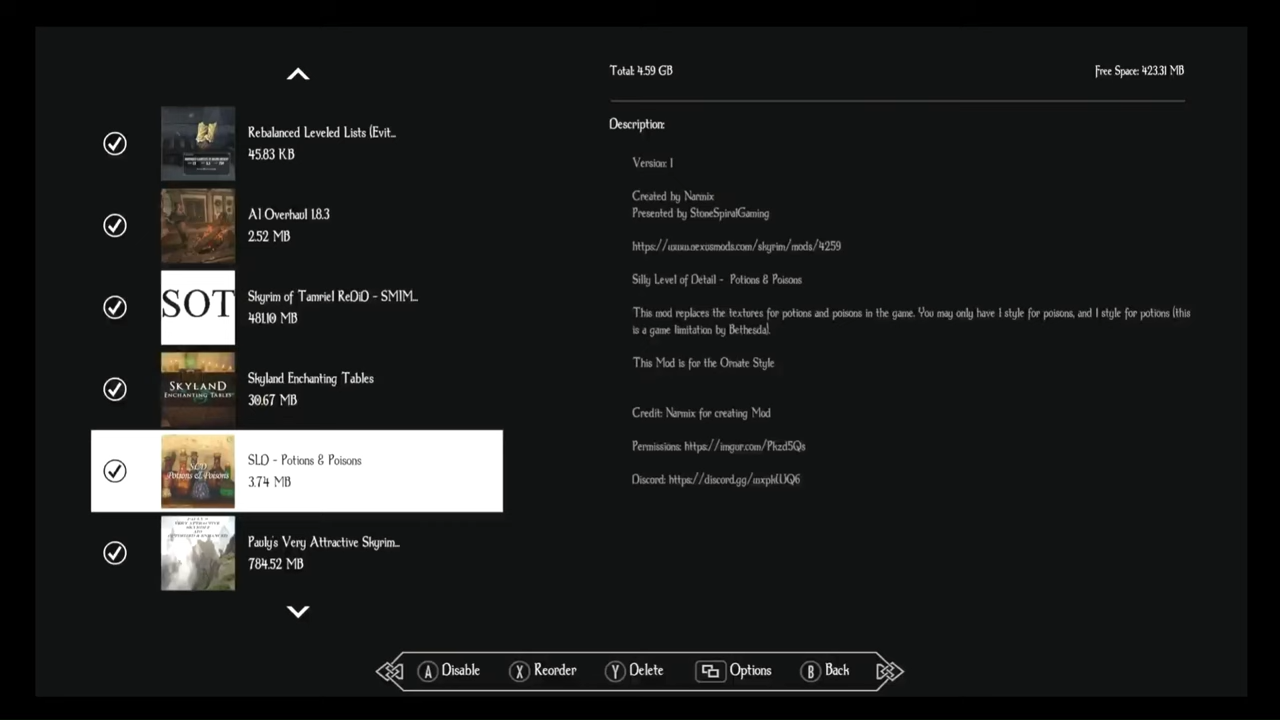 Total: 4.59 GB
Free Space: 423.31 MB
Rebalanced Leveled Lists (Evit...
45.83 KB
AI Overhaul 1.8.3
2.52 MB
SOT
Skyrim of Tamriel ReDiD - SMIM...
481.10 MB
SKYLAND
ENCHANTING TABLES
Skyland Enchanting Tables
30.67 MB
SLD
Potions & Poisons
SLD - Potions & Poisons
3.74 MB
Pauly's Very Attractive Skyrim...
784.52 MB
Description:
Version: 1
Created by Narmix
Presented by StoneSpiralGaming
https://www.nexusmods.com/skyrim/mods/4259
Silly Level of Detail - Potions & Poisons
This mod replaces the textures for potions and poisons in the game. You may only have 1 style for poisons, and 1 style for potions (this
is a game limitation by Bethesda).
This Mod is for the Ornate Style
Credit: Narmix for creating Mod
Permissions: https://imgur.com/Pkzd5Qs
Discord:
A Disable
X Reorder
Y Delete
Options
B Back